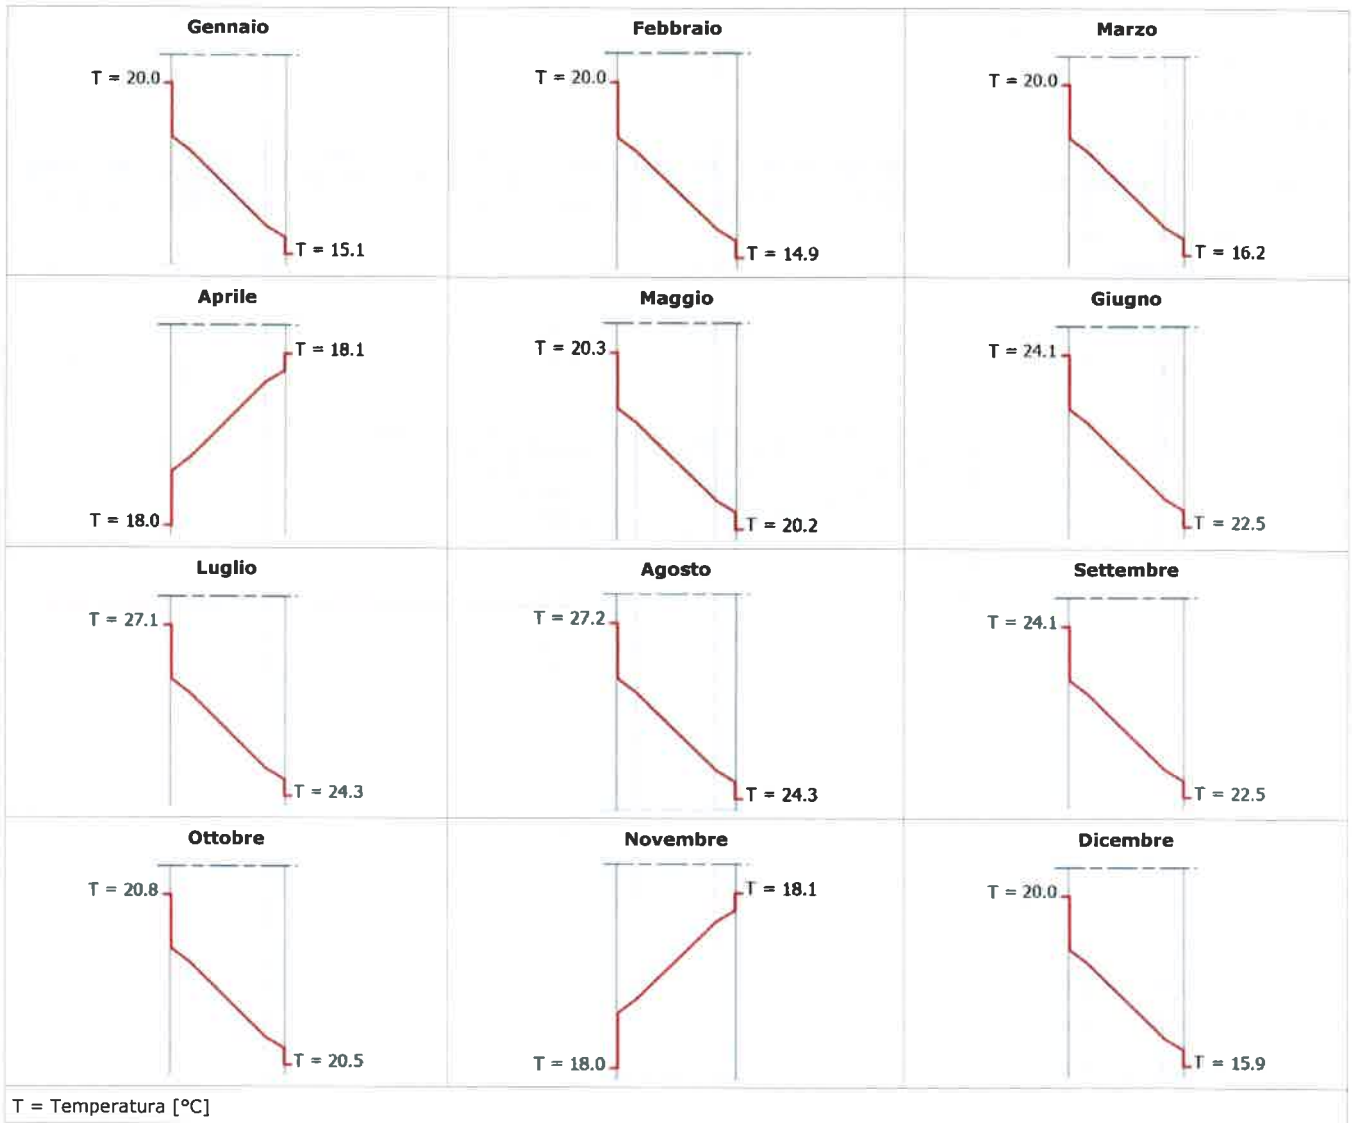 Gennaio
T = 20.0
T = 15.1
Febbraio
T = 20.0
T = 14.9
Marzo
T = 20.0
T = 16.2
Aprile
T = 18.1
T = 18.0
Maggio
T = 20.3
T = 20.2
Giugno
T = 24.1
T = 22.5
Luglio
T = 27.1
T = 24.3
Agosto
T = 27.2
T = 24.3
Settembre
T = 24.1
T = 22.5
Ottobre
T = 20.8
T = 20.5
Novembre
T = 18.1
T = 18.0
Dicembre
T = 20.0
T = 15.9
T = Temperatura [°C]